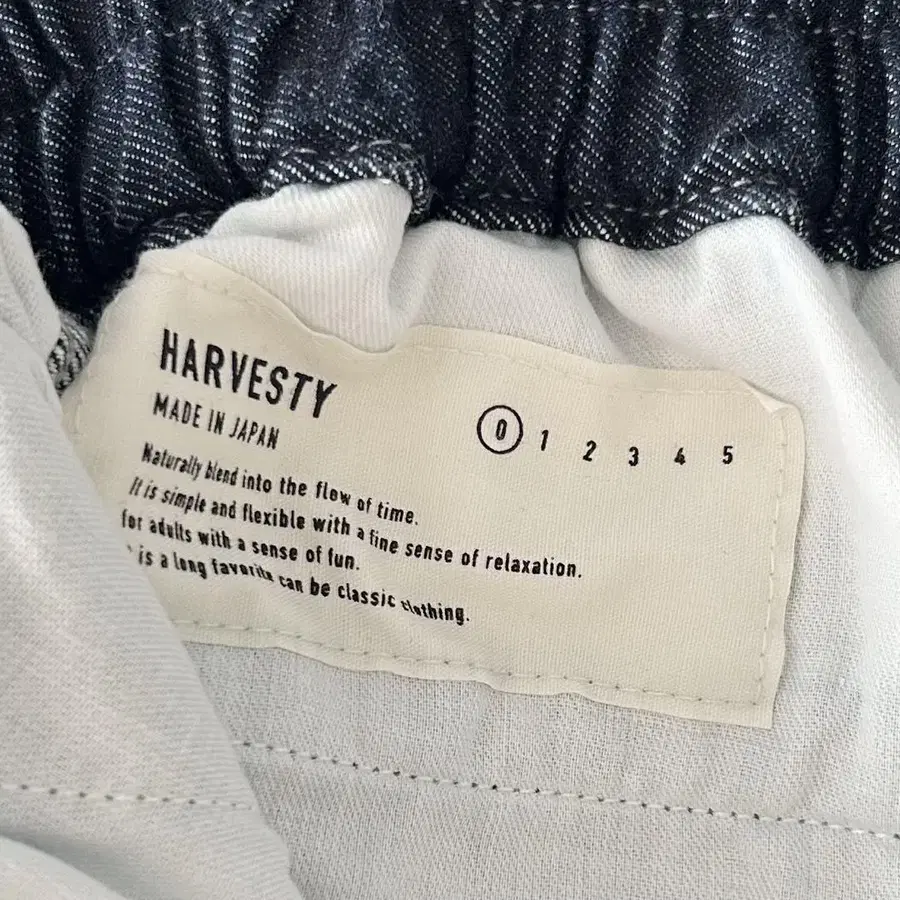 HARVESTY
MADE IN JAPAN
0 1 2 3 4 5
Naturally blend into the flow of time.
It is simple and flexible with a fine sense of relaxation.
for adults with a sense of fun.
is a long favorite can be classic clothing.